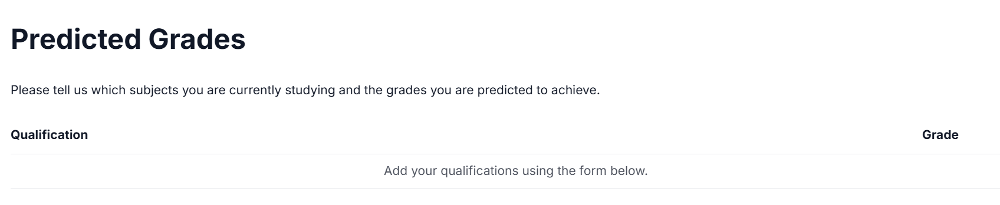 Predicted Grades
Please tell us which subjects you are currently studying and the grades you are predicted to achieve.
Qualification Grade
Add your qualifications using the form below.